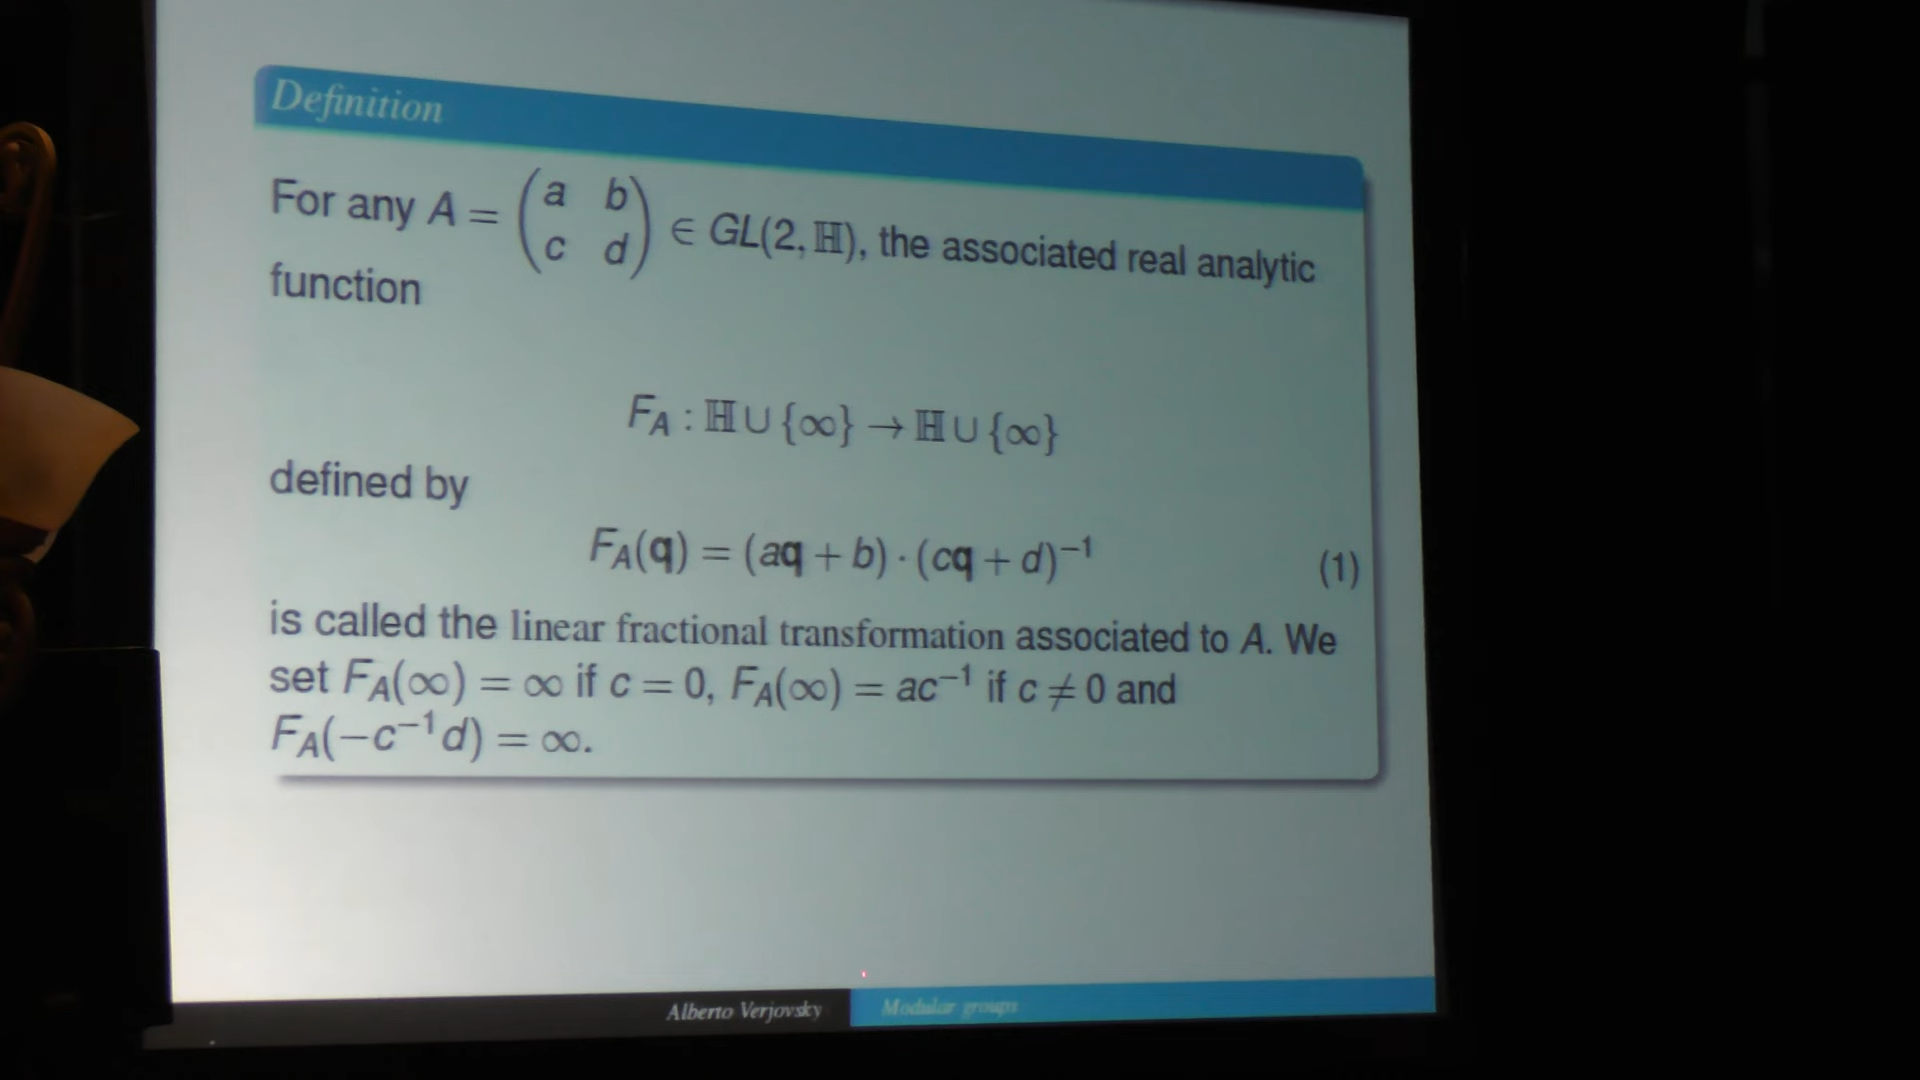 Definition
For any A = (a b
c d) ∈ GL(2, ℍ), the associated real analytic
function
F_A : ℍ ∪ {∞} → ℍ ∪ {∞}
defined by
F_A(q) = (aq + b) · (cq + d)⁻¹ (1)
is called the linear fractional transformation associated to A. We
set F_A(∞) = ∞ if c = 0, F_A(∞) = ac⁻¹ if c ≠ 0 and
F_A(−c⁻¹d) = ∞.
Alberto Verjovsky Modular groups